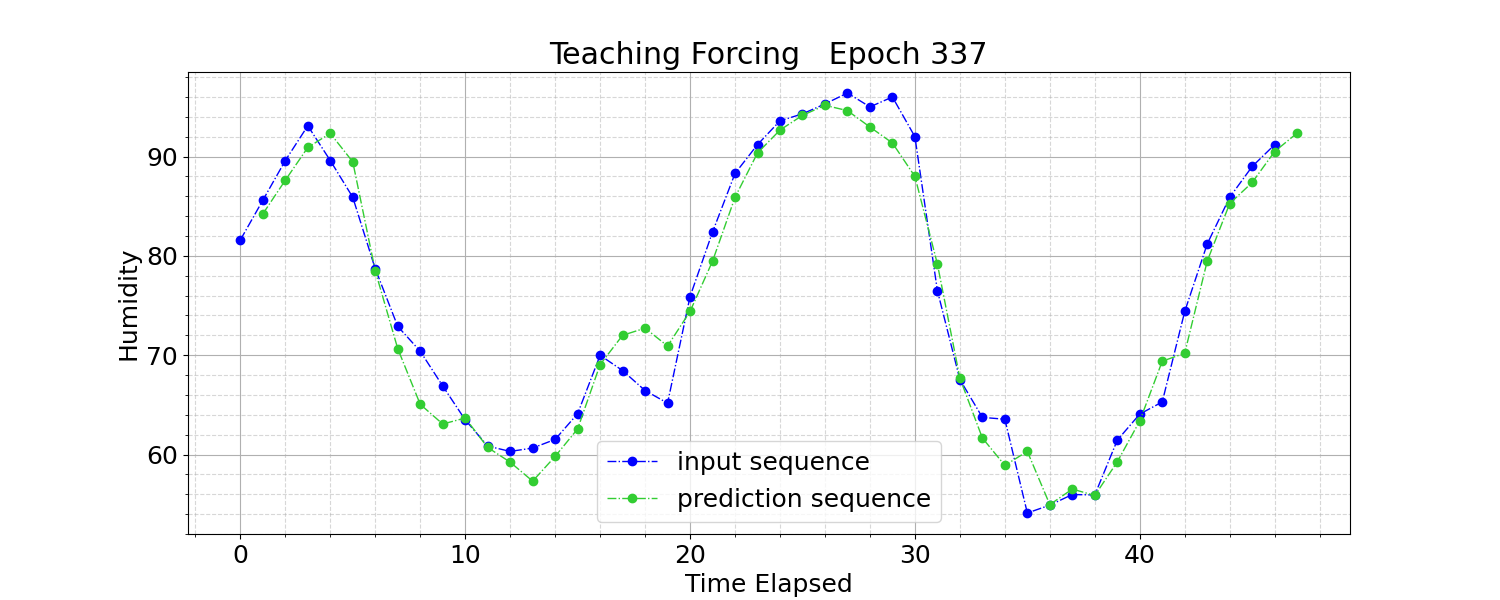 Teaching Forcing   Epoch 337
Humidity
90
80
70
60
input sequence
prediction sequence
0 10 20 30 40
Time Elapsed